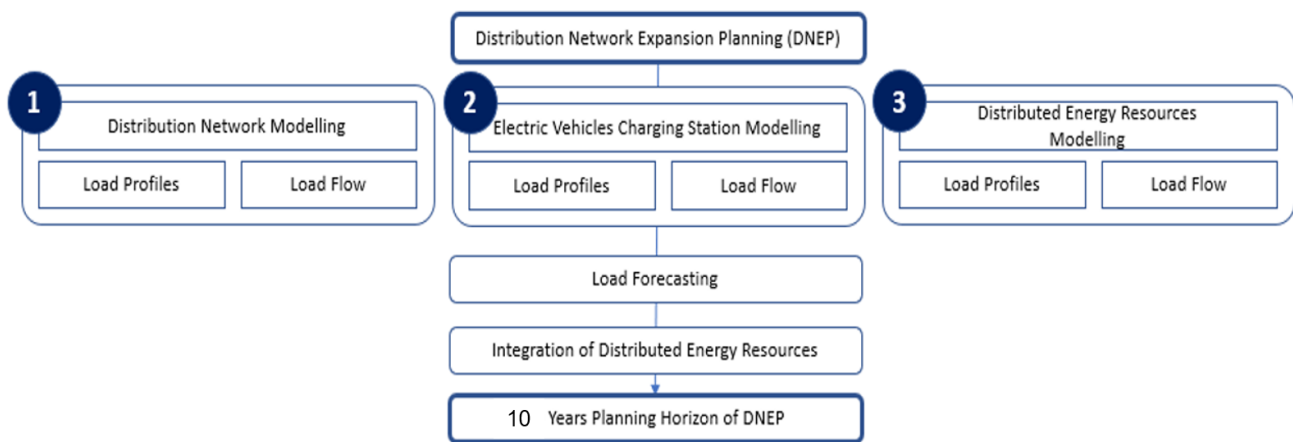 Distribution Network Expansion Planning (DNEP)
1
Distribution Network Modelling
Load Profiles
Load Flow
2
Electric Vehicles Charging Station Modelling
Load Profiles
Load Flow
3
Distributed Energy Resources
Modelling
Load Profiles
Load Flow
Load Forecasting
Integration of Distributed Energy Resources
10 Years Planning Horizon of DNEP